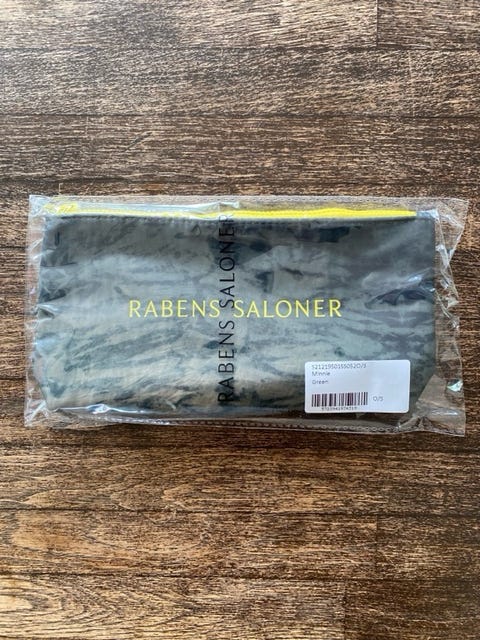 RABENS SALONER
RABENS SALONER
Minnie
Green
O/S